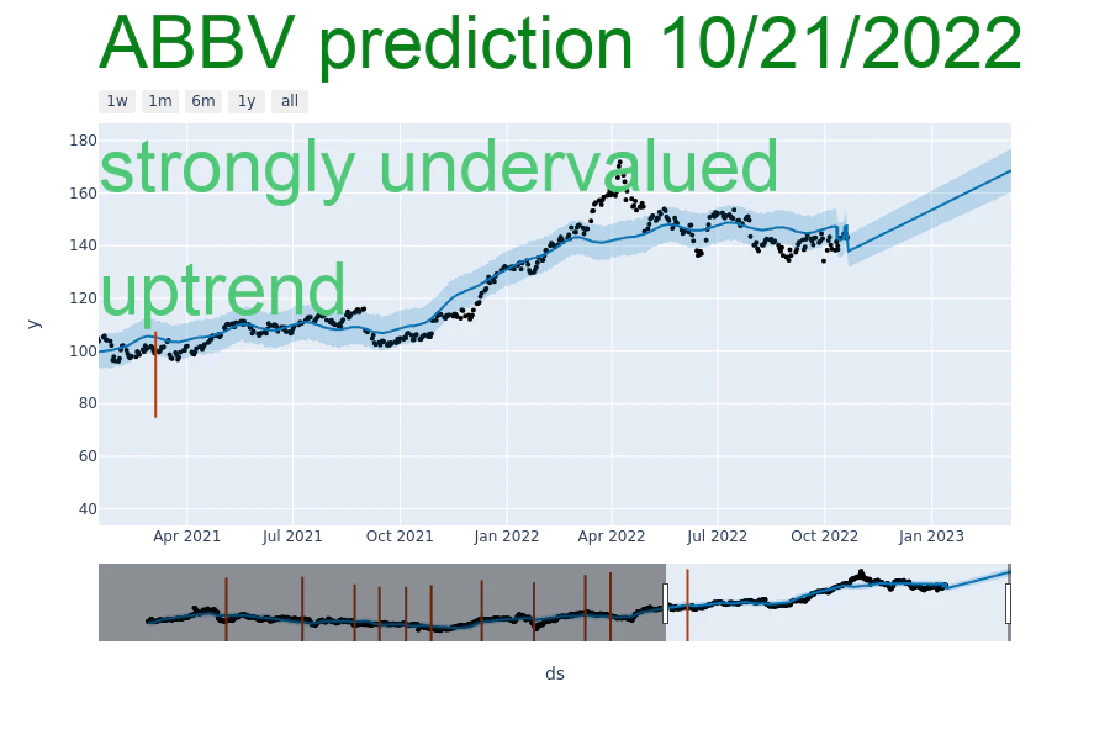 ABBV prediction 10/21/2022
1w 1m 6m 1y all
180
strongly undervalued
160
140
uptrend
120
y
100
80
60
40
Apr 2021 Jul 2021 Oct 2021 Jan 2022 Apr 2022 Jul 2022 Oct 2022 Jan 2023
ds